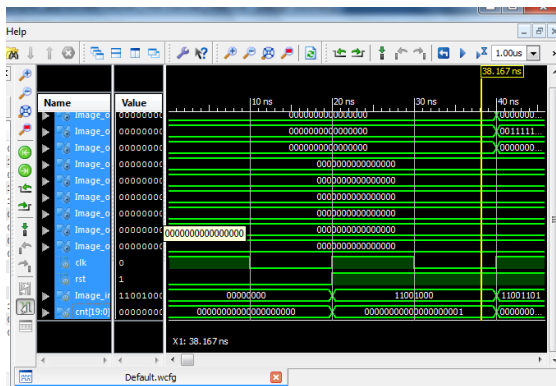 Help
1.00us
38.167 ns
Name Value
10 ns 20 ns 30 ns 40 ns
Image_o 00000000 0000000000000000 0000000...
Image_o 00000000 0000000000000000 0011111...
Image_o 00000000 0000000000000000 0000000...
Image_o 00000000 0000000000000000
Image_o 00000000 0000000000000000
Image_o 00000000 0000000000000000
Image_o 00000000 0000000000000000
Image_o 00000000 0000000000000000 0000000000000000
Image_o 00000000 0000000000000000
clk 0
rst 1
Image_ir 11001000 00000000 11001000 11001101
cnt[19:0] 00000000 00000000000000000000 00000000000000000001 0000000...
X1: 38.167 ns
Default.wcfg